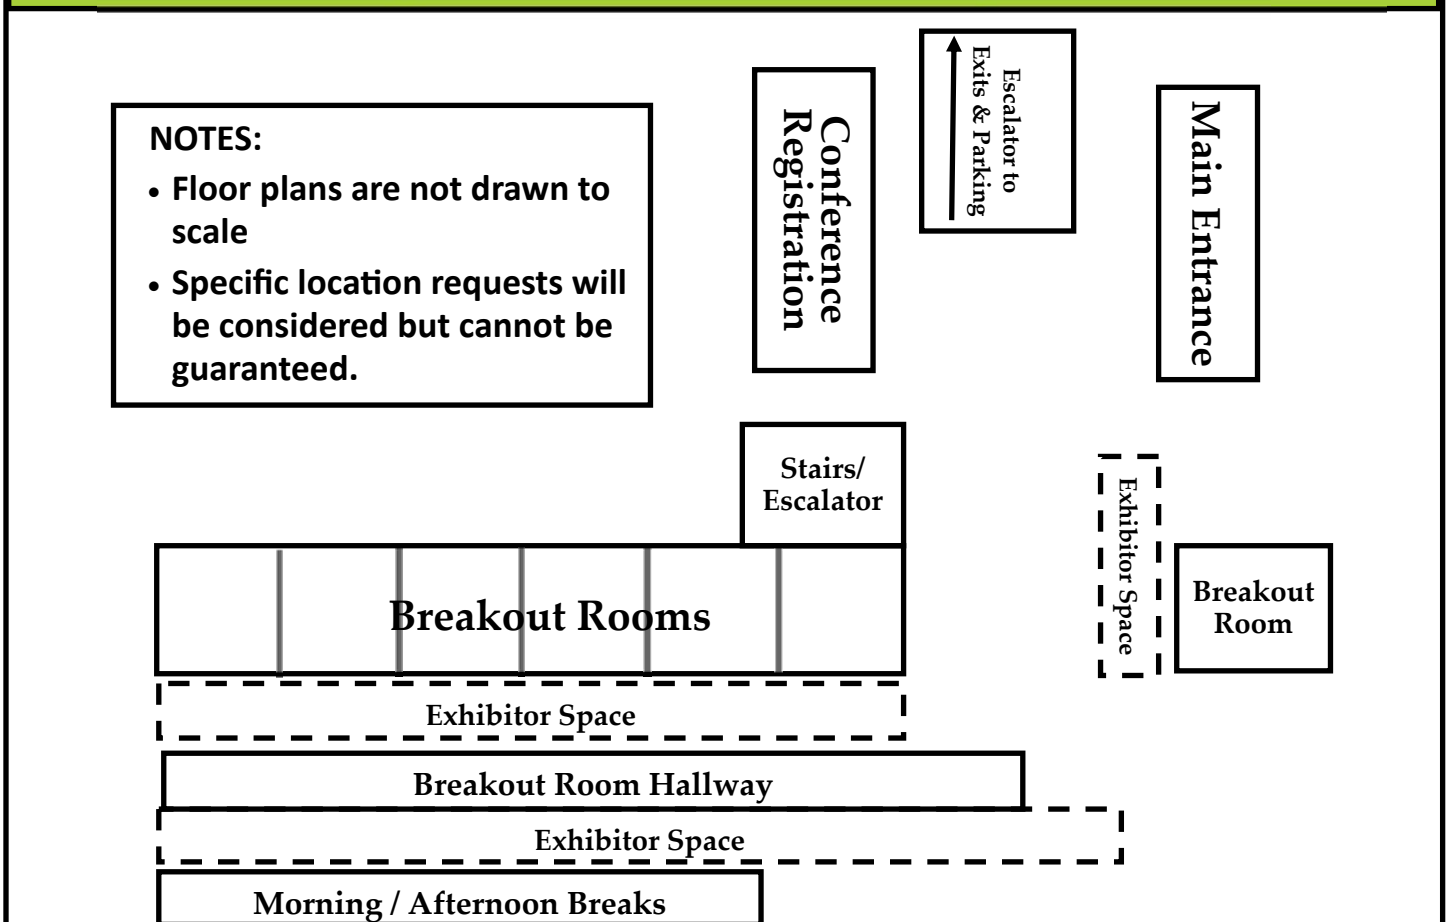 NOTES:
• Floor plans are not drawn to
scale
• Specific location requests will
be considered but cannot be
guaranteed.
Conference
Registration
Escalator to
Exits & Parking
Main Entrance
Stairs/
Escalator
Exhibitor Space
Breakout
Room
Breakout Rooms
Exhibitor Space
Breakout Room Hallway
Exhibitor Space
Morning / Afternoon Breaks